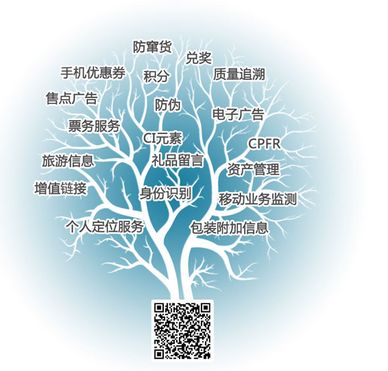 防窜货
兑奖
手机优惠券
积分
质量追溯
售点广告
防伪
电子广告
票务服务
CI元素
CPFR
旅游信息
礼品留言
资产管理
增值链接
身份识别
移动业务监测
个人定位服务
包装附加信息